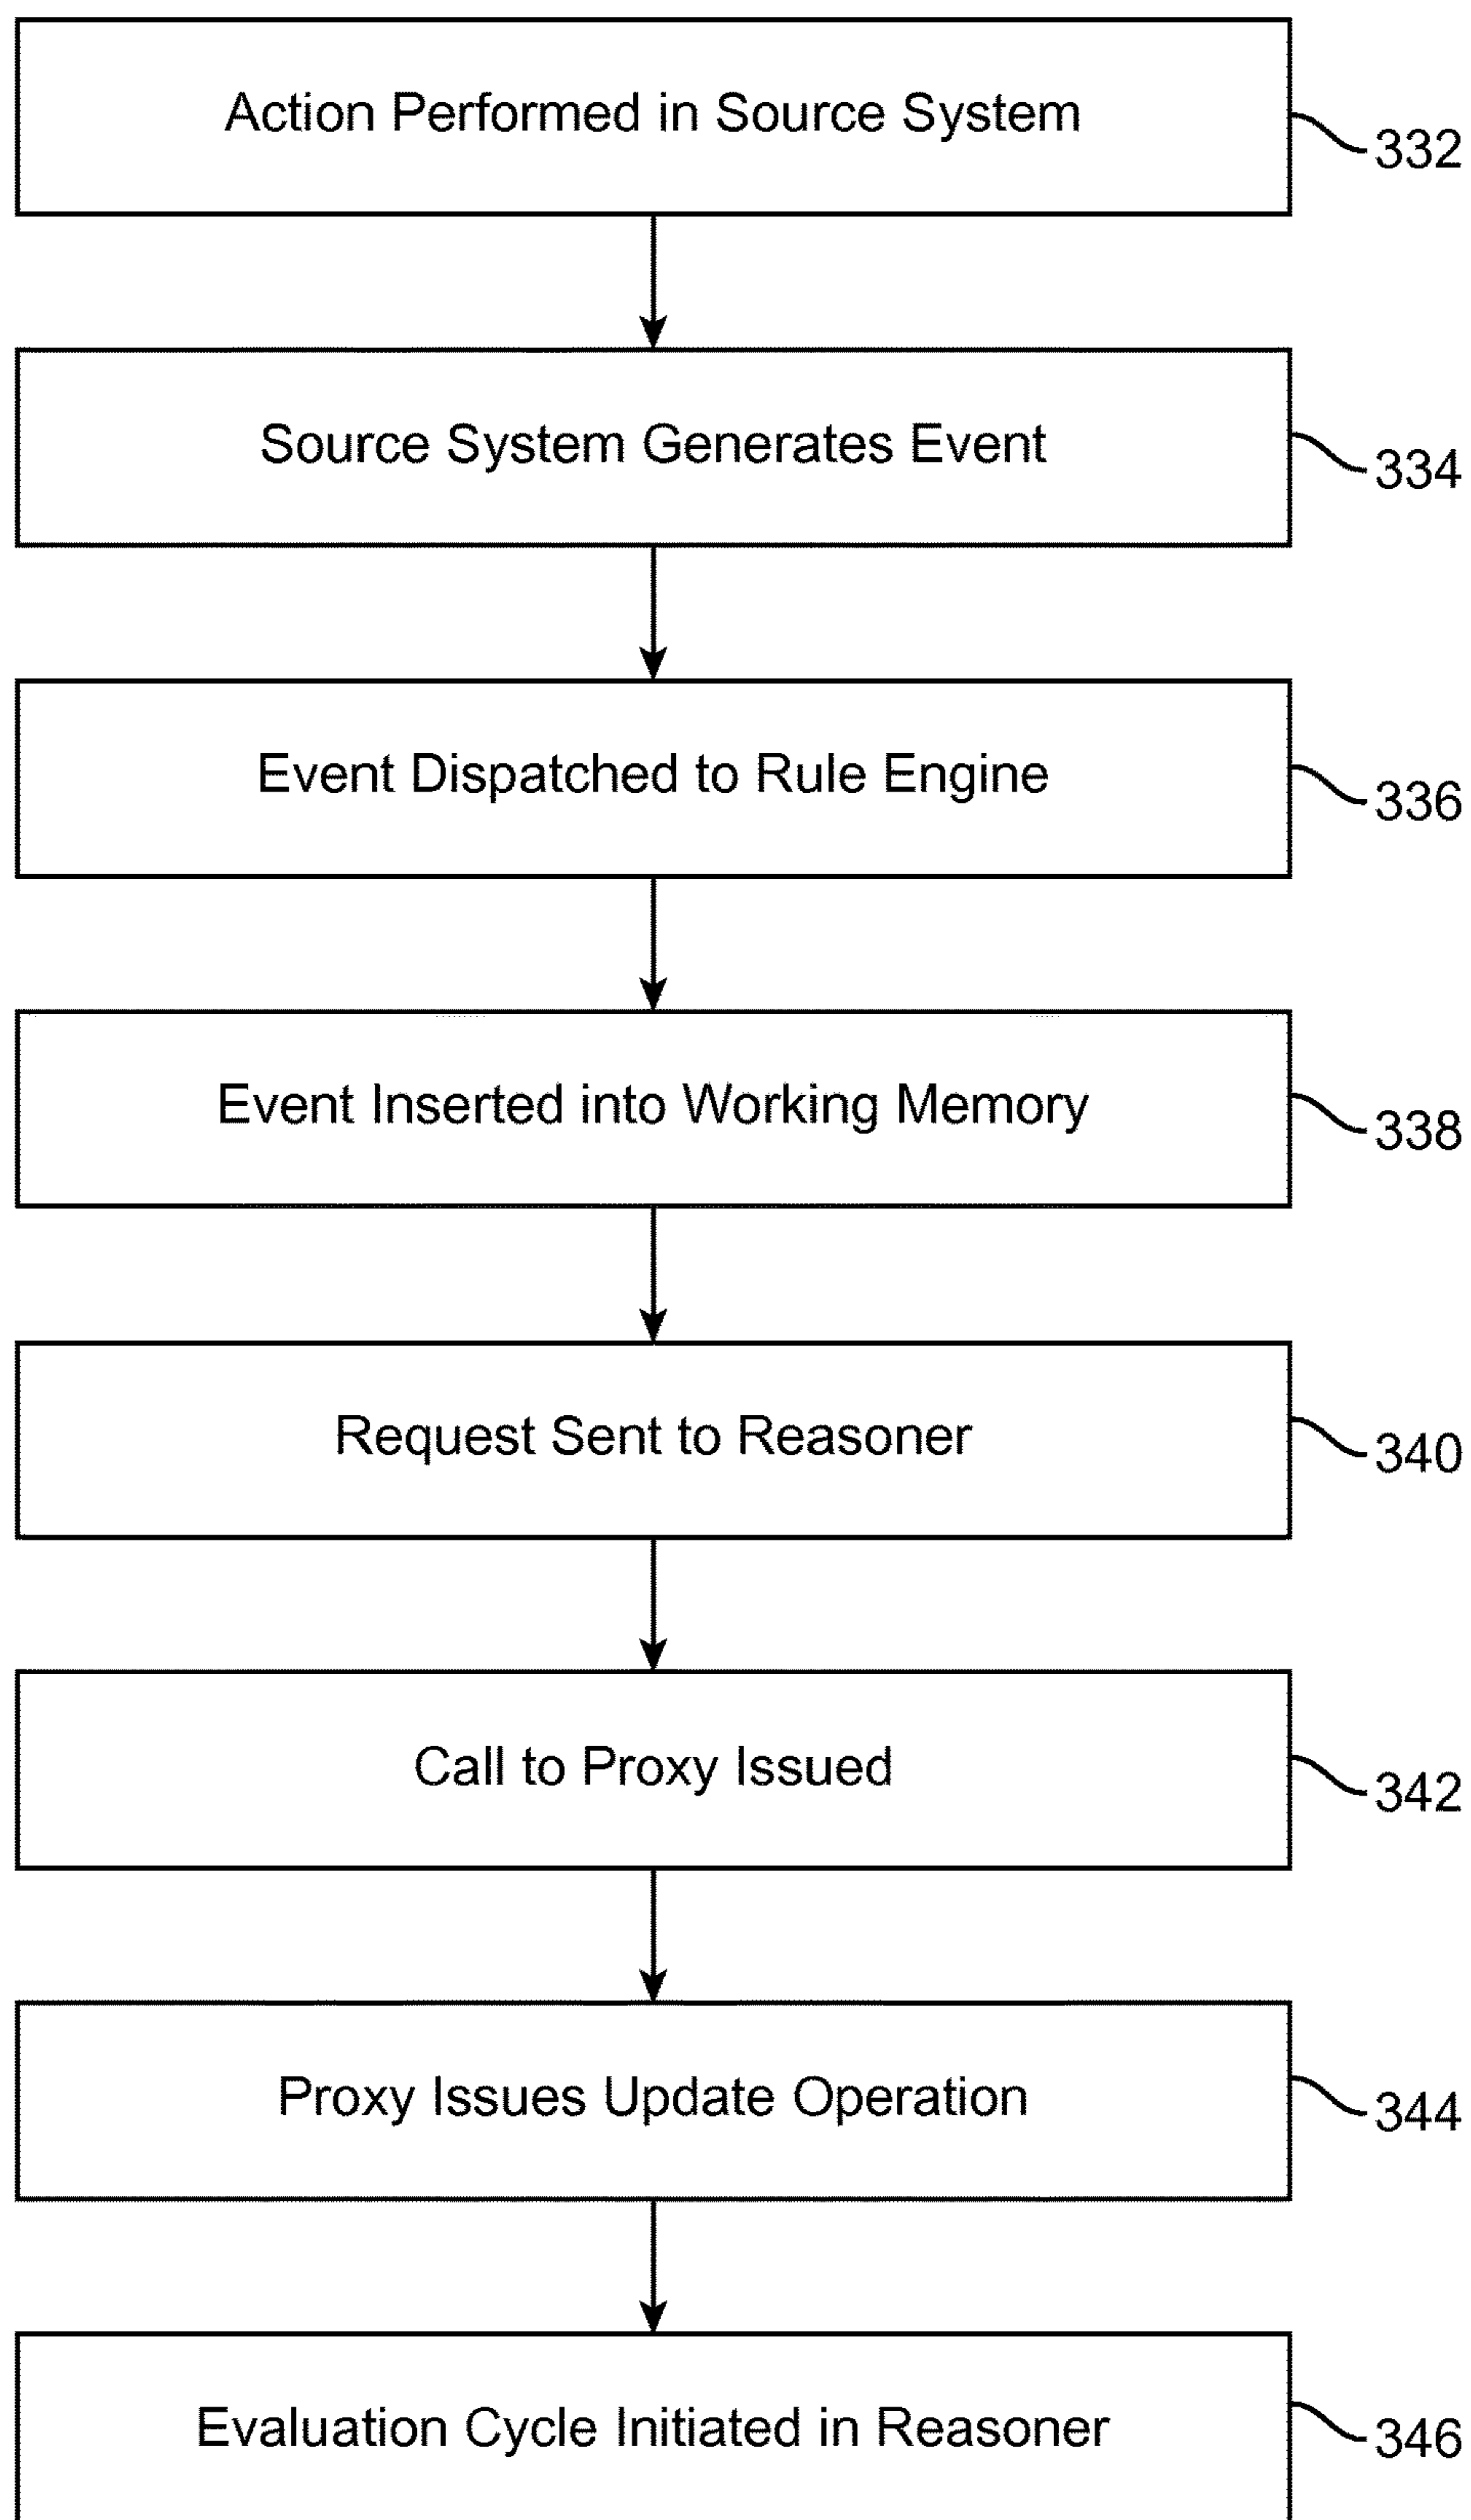 Action Performed in Source System
332
Source System Generates Event
334
Event Dispatched to Rule Engine
336
Event Inserted into Working Memory
338
Request Sent to Reasoner
340
Call to Proxy Issued
342
Proxy Issues Update Operation
344
Evaluation Cycle Initiated in Reasoner
346